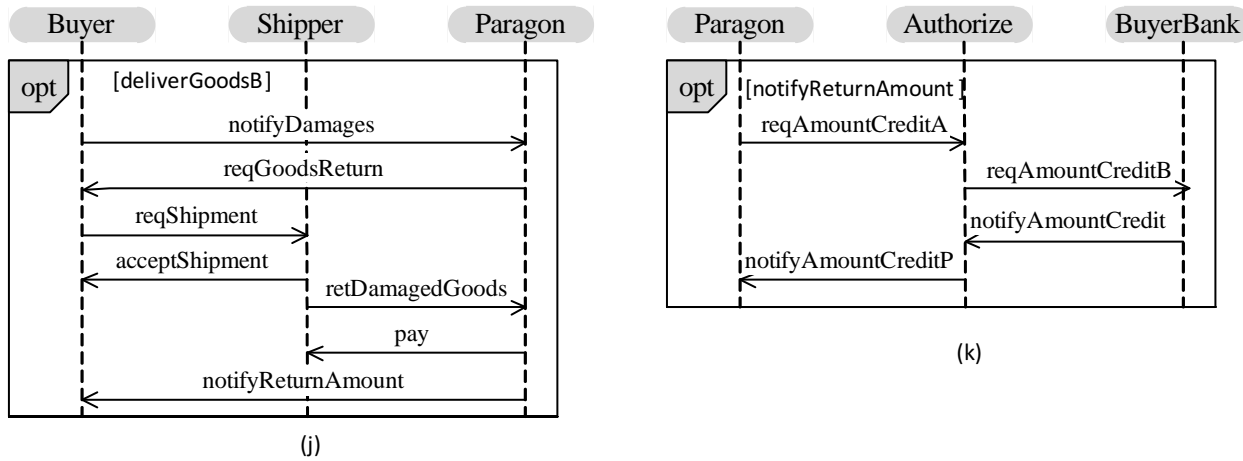 Buyer Shipper Paragon
opt [deliverGoodsB]
notifyDamages
reqGoodsReturn
reqShipment
acceptShipment
retDamagedGoods
pay
notifyReturnAmount
(j)
Paragon Authorize BuyerBank
opt [notifyReturnAmount ]
reqAmountCreditA
reqAmountCreditB
notifyAmountCredit
notifyAmountCreditP
(k)